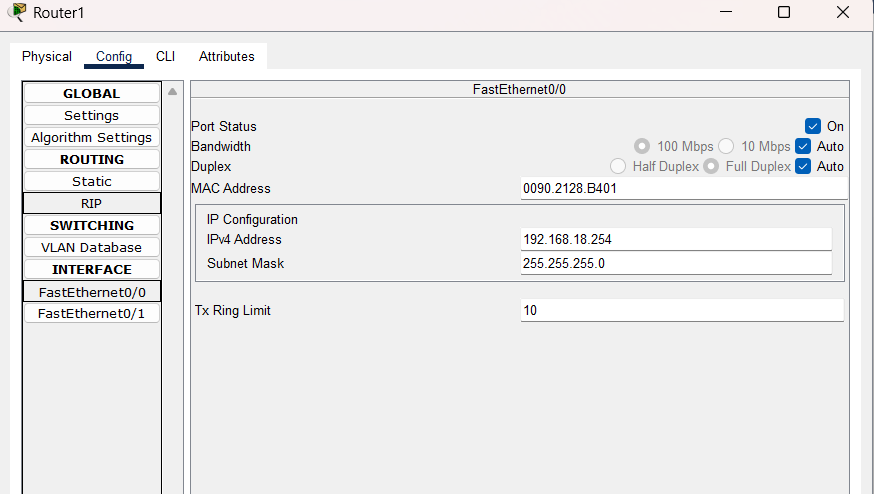 Router1
Physical Config CLI Attributes
GLOBAL
Settings
Algorithm Settings
ROUTING
Static
RIP
SWITCHING
VLAN Database
INTERFACE
FastEthernet0/0
FastEthernet0/1
FastEthernet0/0
Port Status On
Bandwidth 100 Mbps 10 Mbps Auto
Duplex Half Duplex Full Duplex Auto
MAC Address 0090.2128.B401
IP Configuration
IPv4 Address 192.168.18.254
Subnet Mask 255.255.255.0
Tx Ring Limit 10